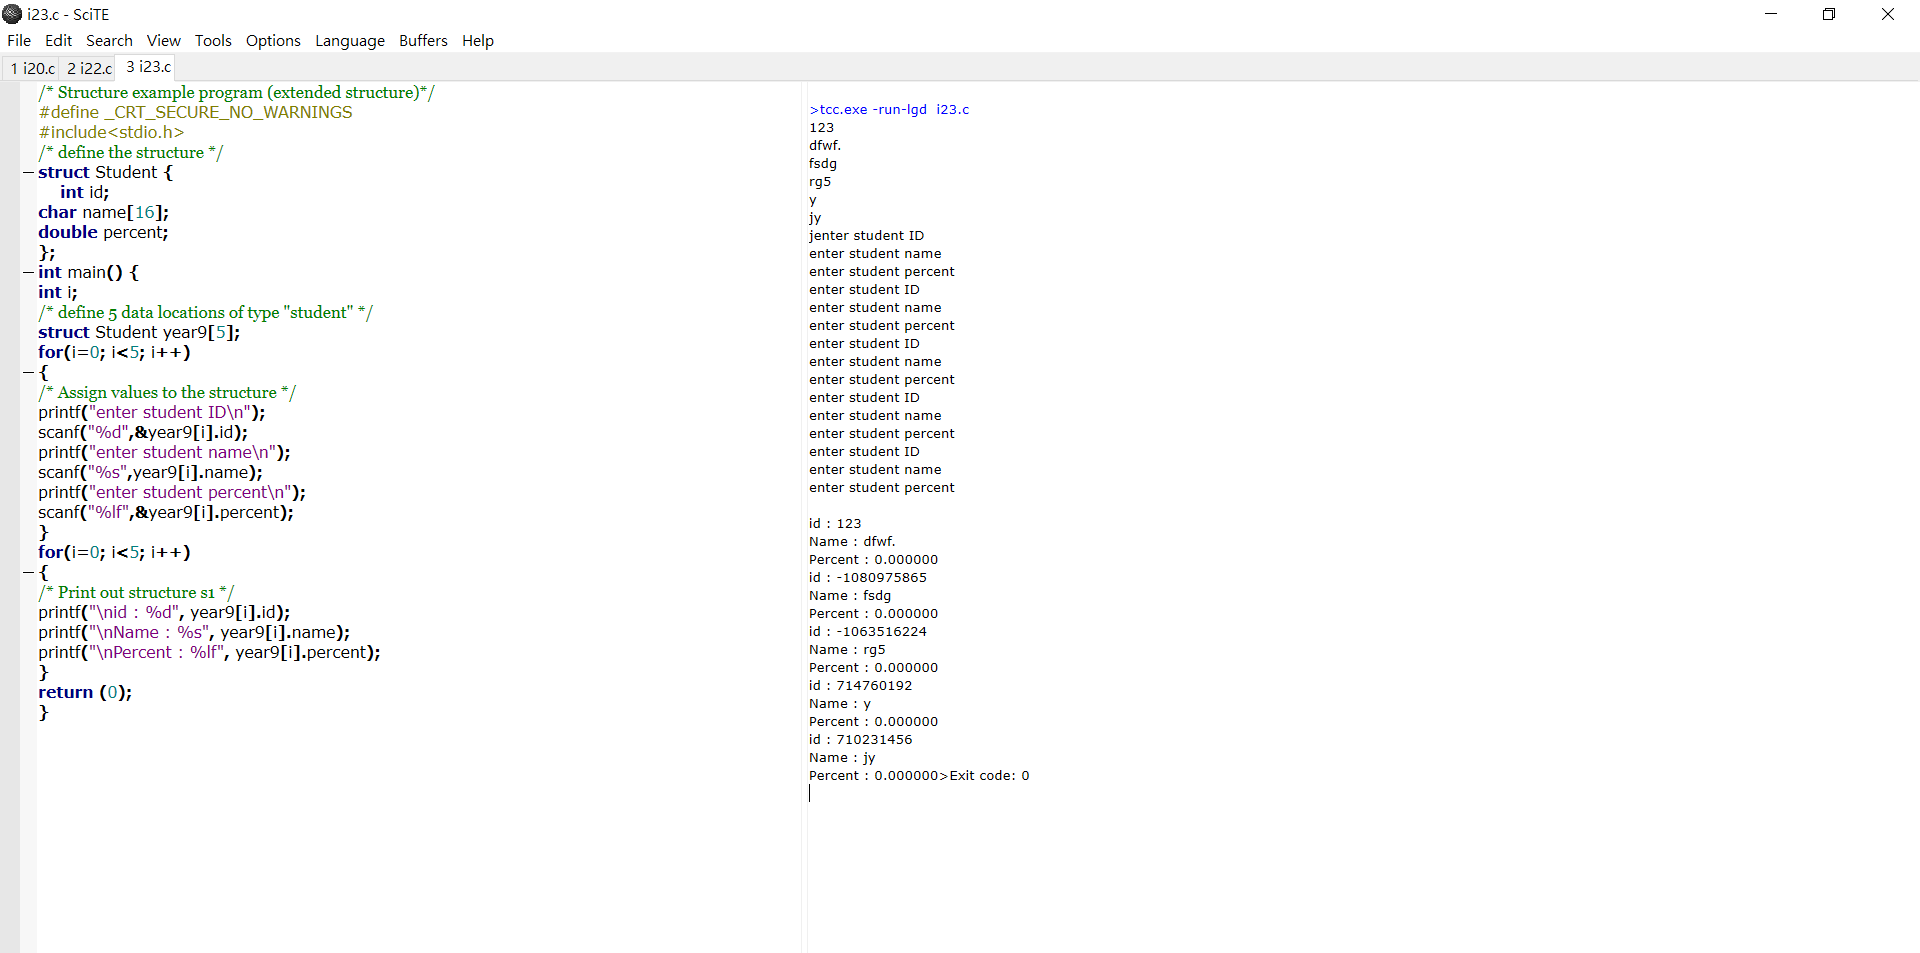 i23.c - SciTE
File Edit Search View Tools Options Language Buffers Help
1 i20.c 2 i22.c 3 i23.c
/* Structure example program (extended structure)*/
#define _CRT_SECURE_NO_WARNINGS
#include<stdio.h>
/* define the structure */
struct Student {
int id;
char name[16];
double percent;
};
int main() {
int i;
/* define 5 data locations of type "student" */
struct Student year9[5];
for(i=0; i<5; i++)
{
/* Assign values to the structure */
printf("enter student ID\n");
scanf("%d",&year9[i].id);
printf("enter student name\n");
scanf("%s",year9[i].name);
printf("enter student percent\n");
scanf("%lf",&year9[i].percent);
}
for(i=0; i<5; i++)
{
/* Print out structure s1 */
printf("\nid : %d", year9[i].id);
printf("\nName : %s", year9[i].name);
printf("\nPercent : %lf", year9[i].percent);
}
return (0);
}
>tcc.exe -run-lgd  i23.c
123
dfwf.
fsdg
rg5
y
jy
jenter student ID
enter student name
enter student percent
enter student ID
enter student name
enter student percent
enter student ID
enter student name
enter student percent
enter student ID
enter student name
enter student percent
enter student ID
enter student name
enter student percent
id : 123
Name : dfwf.
Percent : 0.000000
id : -1080975865
Name : fsdg
Percent : 0.000000
id : -1063516224
Name : rg5
Percent : 0.000000
id : 714760192
Name : y
Percent : 0.000000
id : 710231456
Name : jy
Percent : 0.000000>Exit code: 0